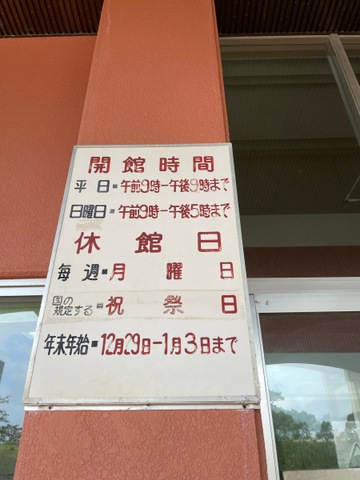 開館時間
平日=午前9時-午後9時まで
日曜日=午前9時-午後5時まで
休館日
毎週=月曜日
国の規定する=祝祭日
年末年始=12月29日-1月3日まで